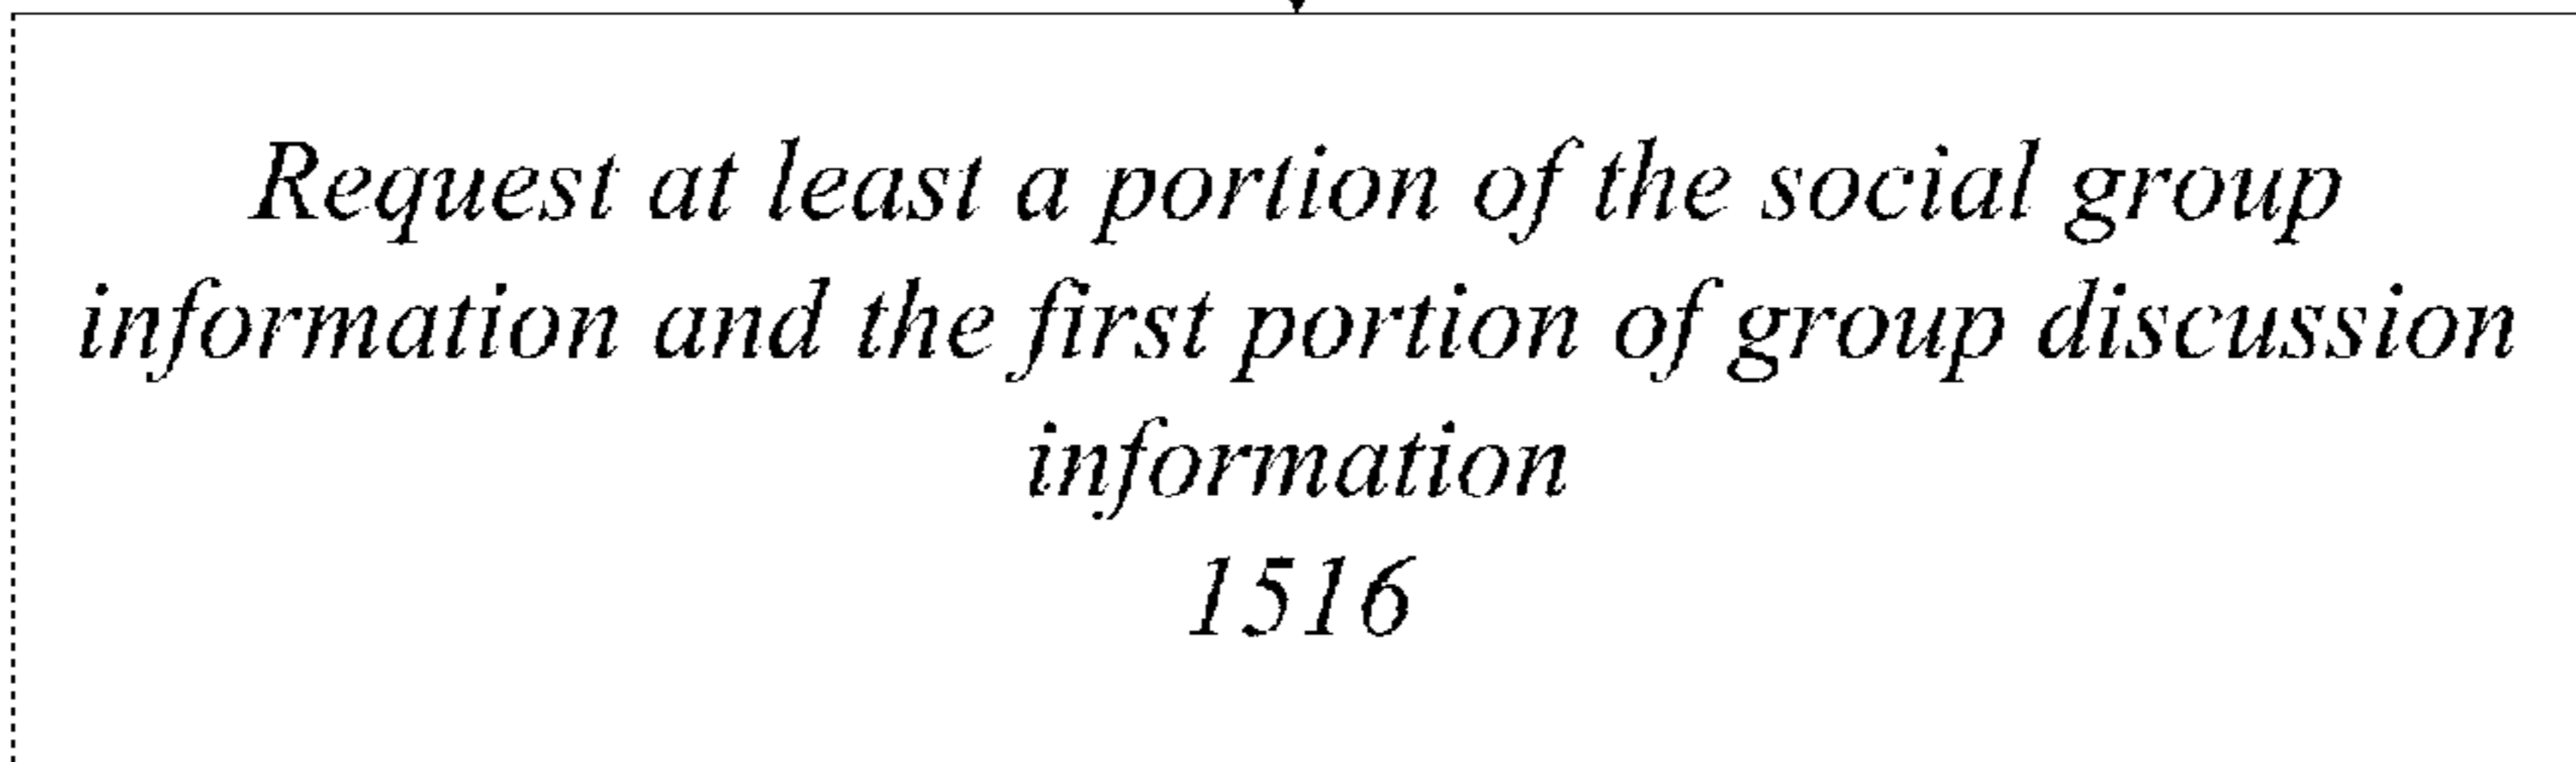 Request at least a portion of the social group
information and the first portion of group discussion
information
1516